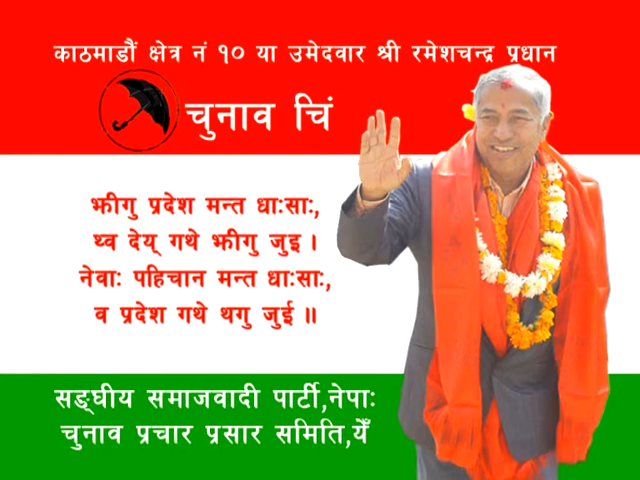 काठमाडौं क्षेत्र नं १० या उमेदवार श्री रमेशचन्द्र प्रधान
चुनाव चिं
झीगु प्रदेश मन्त धाःसाः,
थ्व देय् गथे झीगु जुइ ।
नेवाः पहिचान मन्त धाःसाः,
व प्रदेश गथे थगु जुई ॥
सङ्घीय समाजवादी पार्टी,नेपाः
चुनाव प्रचार प्रसार समिति,येँ